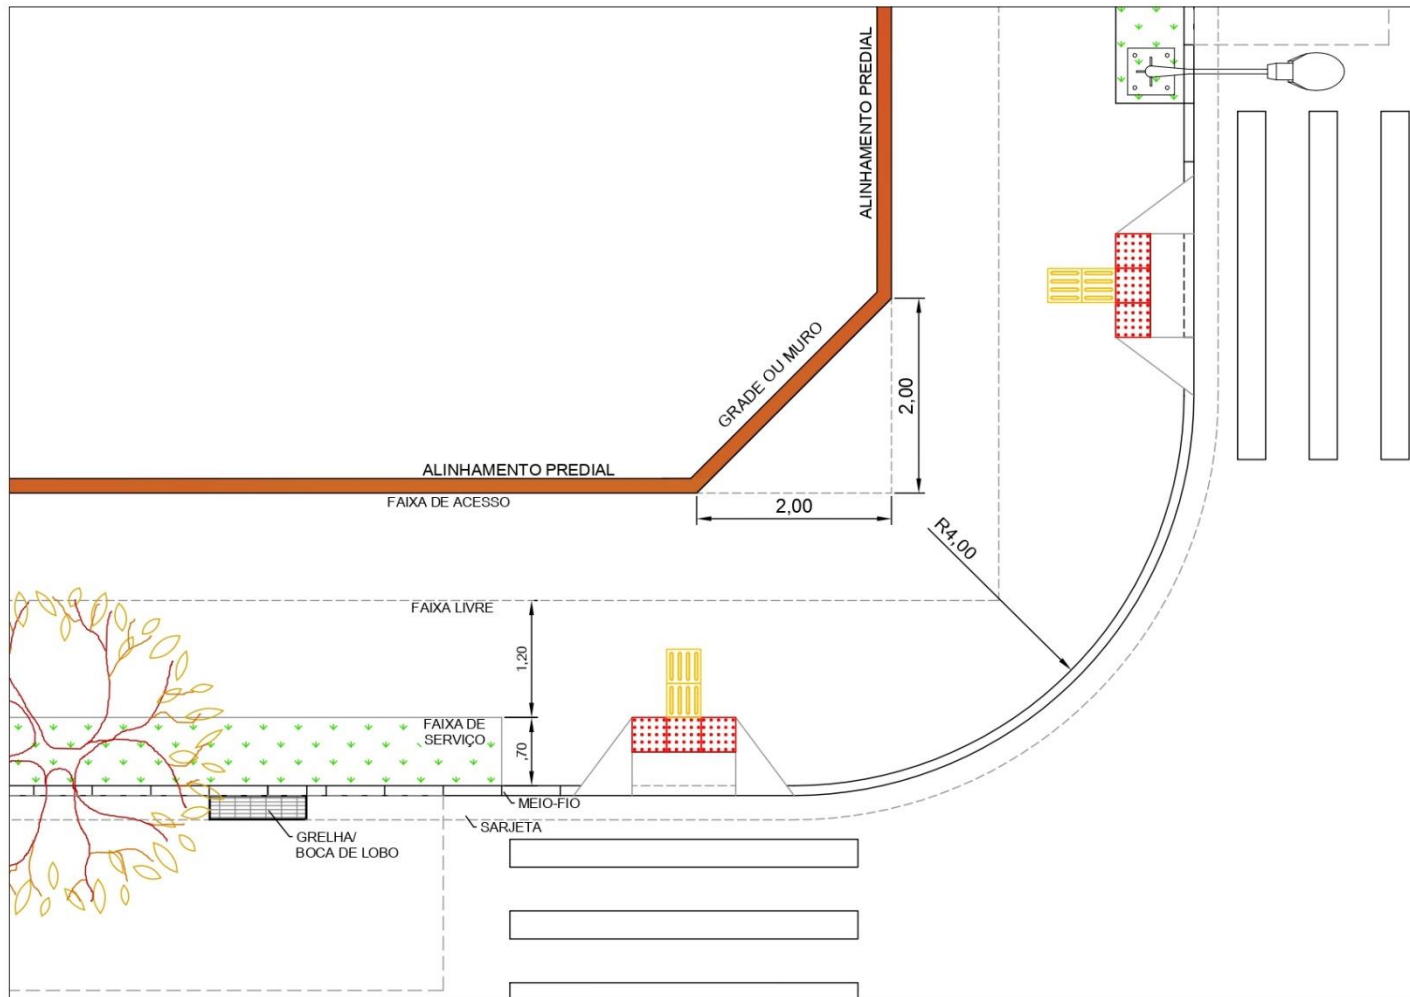 ALINHAMENTO PREDIAL
GRADE OU MURO
2,00
ALINHAMENTO PREDIAL
FAIXA DE ACESSO
2,00
R4,00
FAIXA LIVRE
1,20
FAIXA DE
SERVIÇO
,70
MEIO-FIO
SARJETA
GRELHA/
BOCA DE LOBO